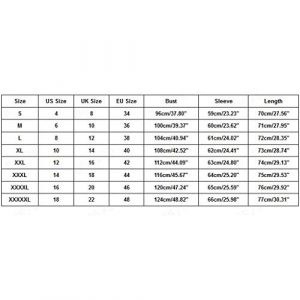 Size US Size UK Size EU Size Bust Sleeve Length
S 4 8 34 96cm/37.80" 59cm/23.23" 70cm/27.56"
M 6 10 36 100cm/39.37" 60cm/23.62" 71cm/27.95"
L 8 12 38 104cm/40.94" 61cm/24.02" 72cm/28.35"
XL 10 14 40 108cm/42.52" 62cm/24.41" 73cm/28.74"
XXL 12 16 42 112cm/44.09" 63cm/24.80" 74cm/29.13"
XXXL 14 18 44 116cm/45.67" 64cm/25.20" 75cm/29.53"
XXXXL 16 20 46 120cm/47.24" 65cm/25.59" 76cm/29.92"
XXXXXL 18 22 48 124cm/48.82" 66cm/25.98" 77cm/30.31"